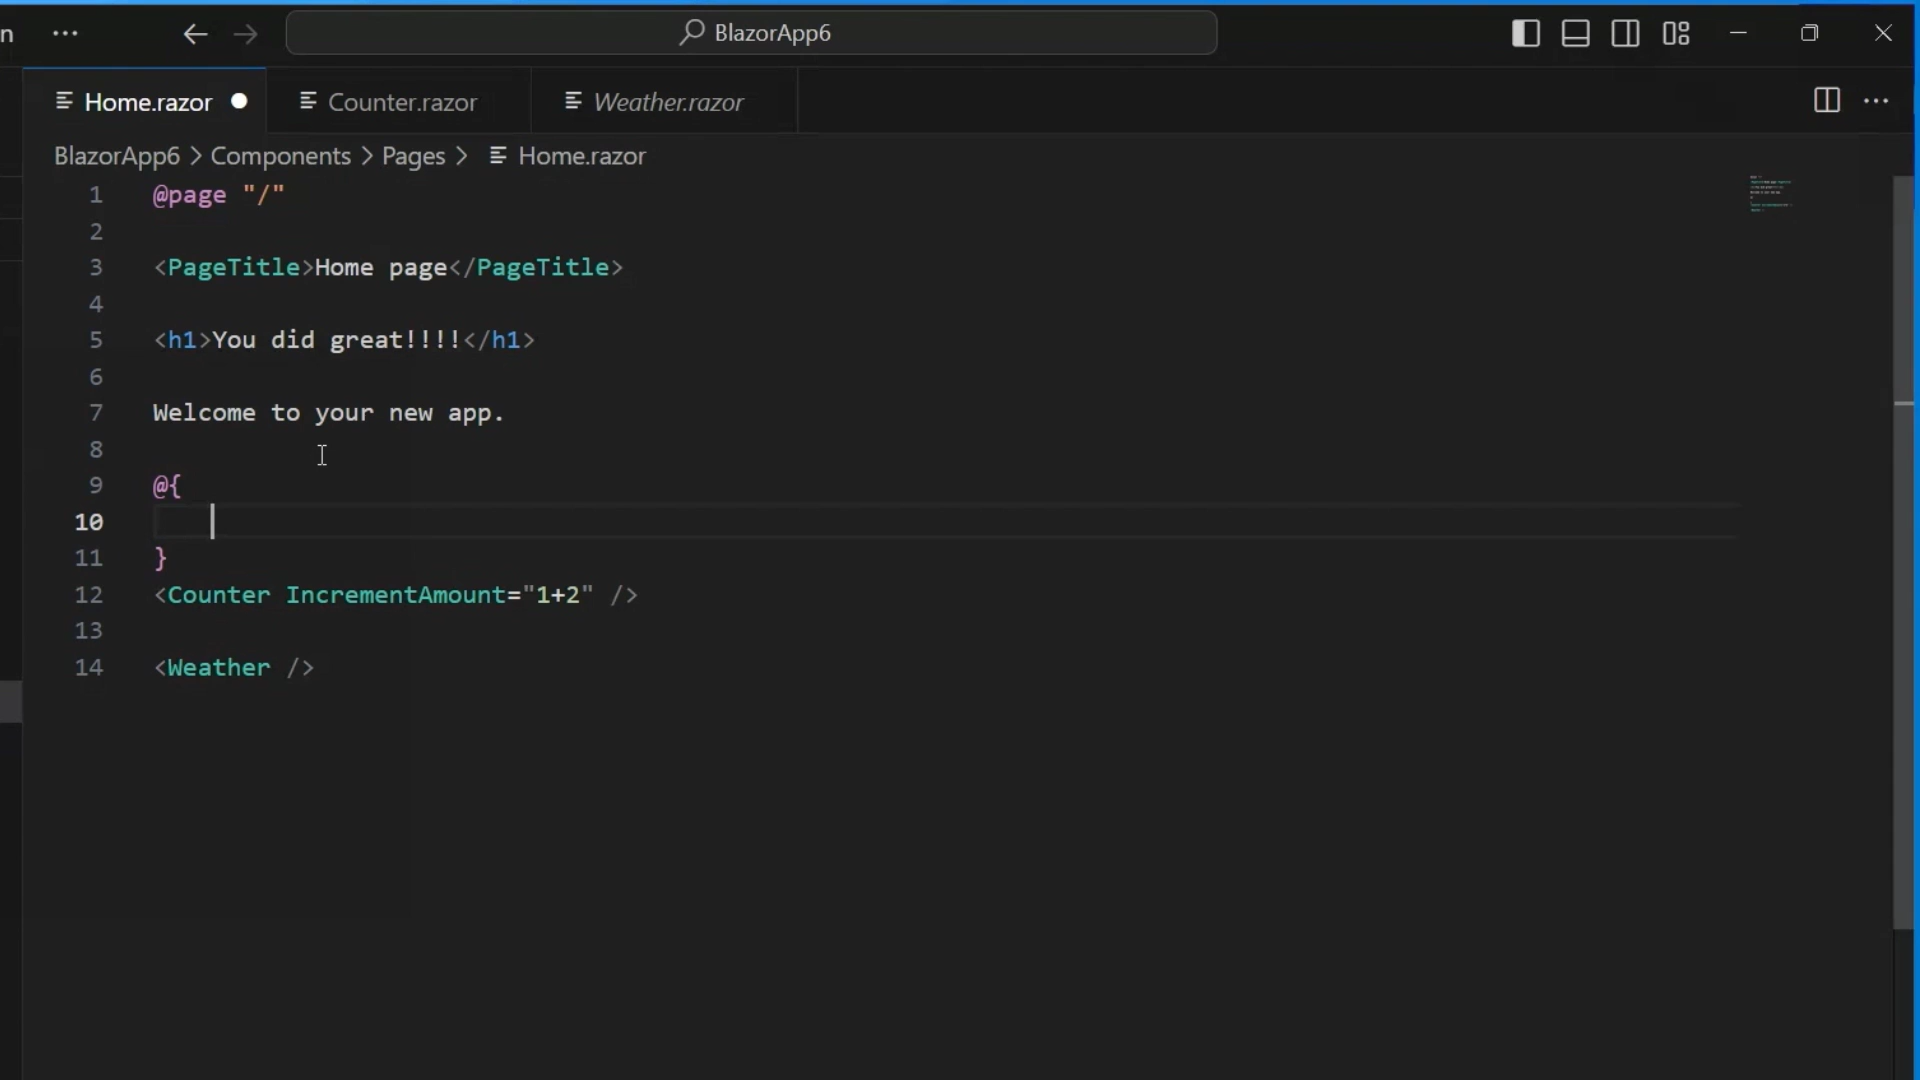 n ··· BlazorApp6
Home.razor Counter.razor Weather.razor
BlazorApp6 > Components > Pages > Home.razor
1 @page "/"
2
3 <PageTitle>Home page</PageTitle>
4
5 <h1>You did great!!!!</h1>
6
7 Welcome to your new app.
8
9 @{
10
11 }
12 <Counter IncrementAmount="1+2" />
13
14 <Weather />